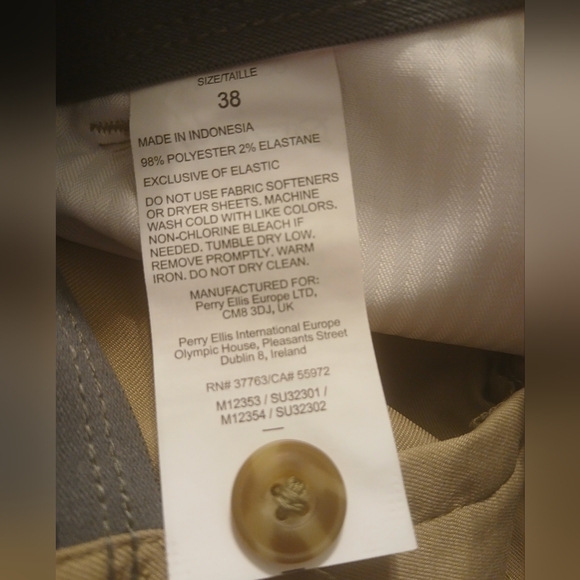 SIZE/TAILLE
38
MADE IN INDONESIA
98% POLYESTER 2% ELASTANE
EXCLUSIVE OF ELASTIC
DO NOT USE FABRIC SOFTENERS
OR DRYER SHEETS. MACHINE
WASH COLD WITH LIKE COLORS.
NON-CHLORINE BLEACH IF
NEEDED. TUMBLE DRY LOW.
REMOVE PROMPTLY. WARM
IRON. DO NOT DRY CLEAN.
MANUFACTURED FOR:
Perry Ellis Europe LTD,
CM8 3DJ, UK
Perry Ellis International Europe
Olympic House, Pleasants Street
Dublin 8, Ireland
RN# 37763/CA# 55972
M12353 / SU32301 /
M12354 / SU32302